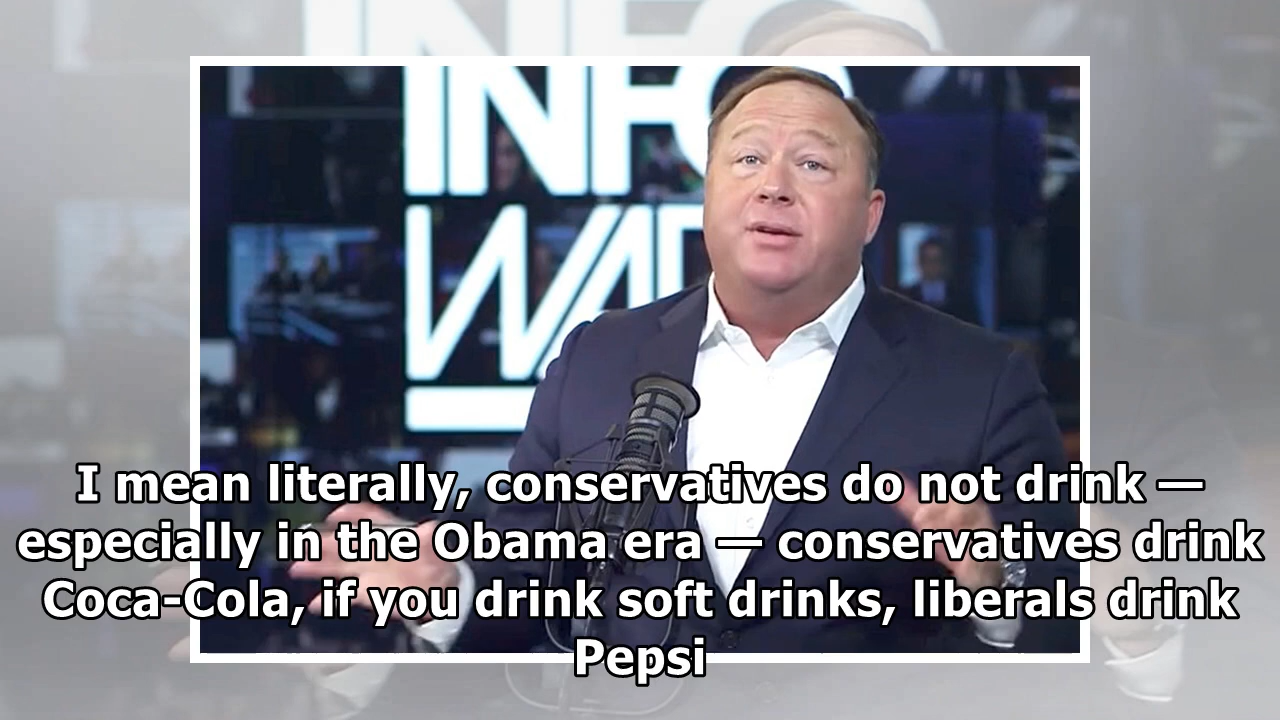 INFO
WAR
I mean literally, conservatives do not drink —
especially in the Obama era — conservatives drink
Coca-Cola, if you drink soft drinks, liberals drink
Pepsi